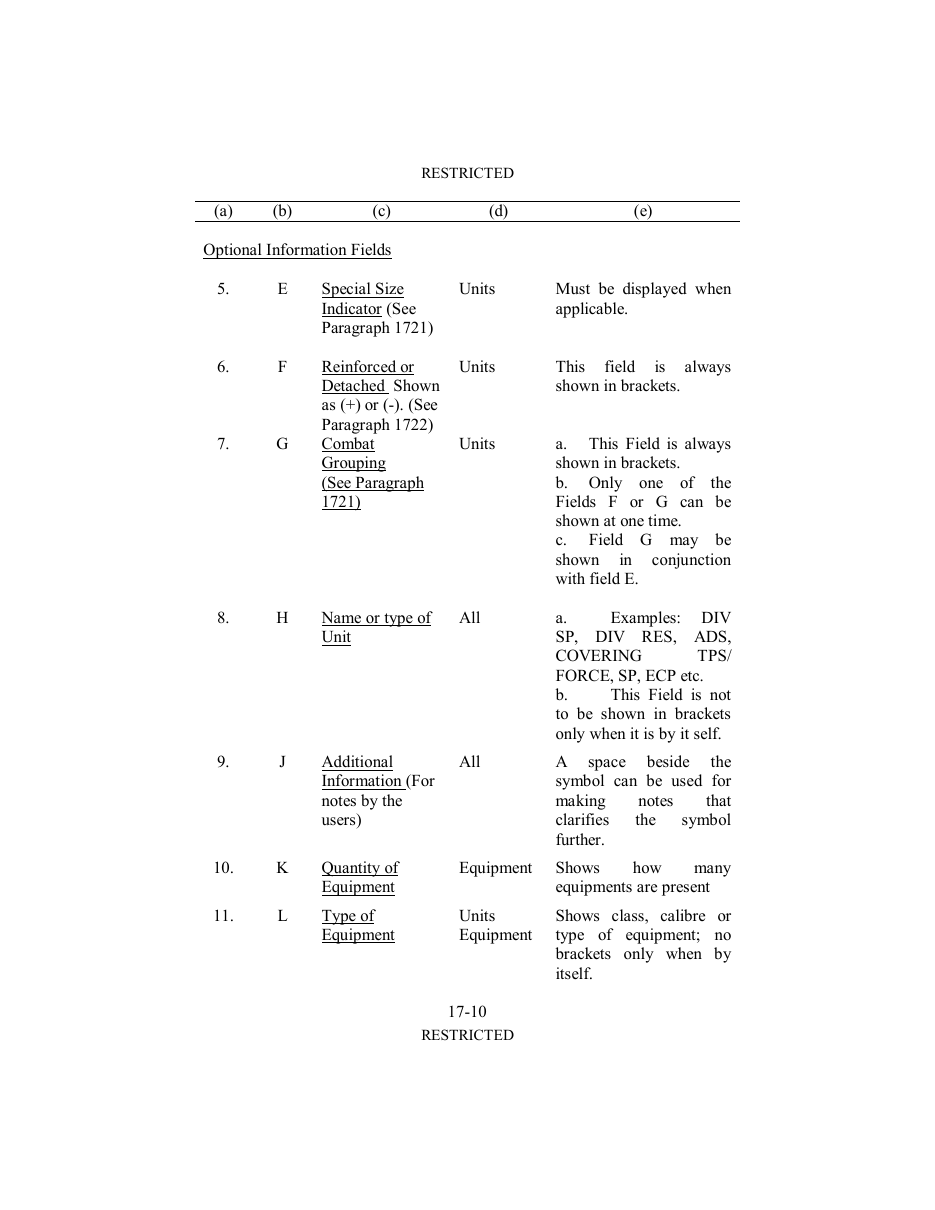 RESTRICTED
(a) (b) (c) (d) (e)
Optional Information Fields
5. E Special Size Units Must be displayed when
Indicator (See applicable.
Paragraph 1721)
6. F Reinforced or Units This field is always
Detached Shown shown in brackets.
as (+) or (-). (See
Paragraph 1722)
7. G Combat Units a. This Field is always
Grouping shown in brackets.
(See Paragraph b. Only one of the
1721) Fields F or G can be
shown at one time.
c. Field G may be
shown in conjunction
with field E.
8. H Name or type of All a. Examples: DIV
Unit SP, DIV RES, ADS,
COVERING TPS/
FORCE, SP, ECP etc.
b. This Field is not
to be shown in brackets
only when it is by it self.
9. J Additional All A space beside the
Information (For symbol can be used for
notes by the making notes that
users) clarifies the symbol
further.
10. K Quantity of Equipment Shows how many
Equipment equipments are present
11. L Type of Units Shows class, calibre or
Equipment Equipment type of equipment; no
brackets only when by
itself.
17-10
RESTRICTED